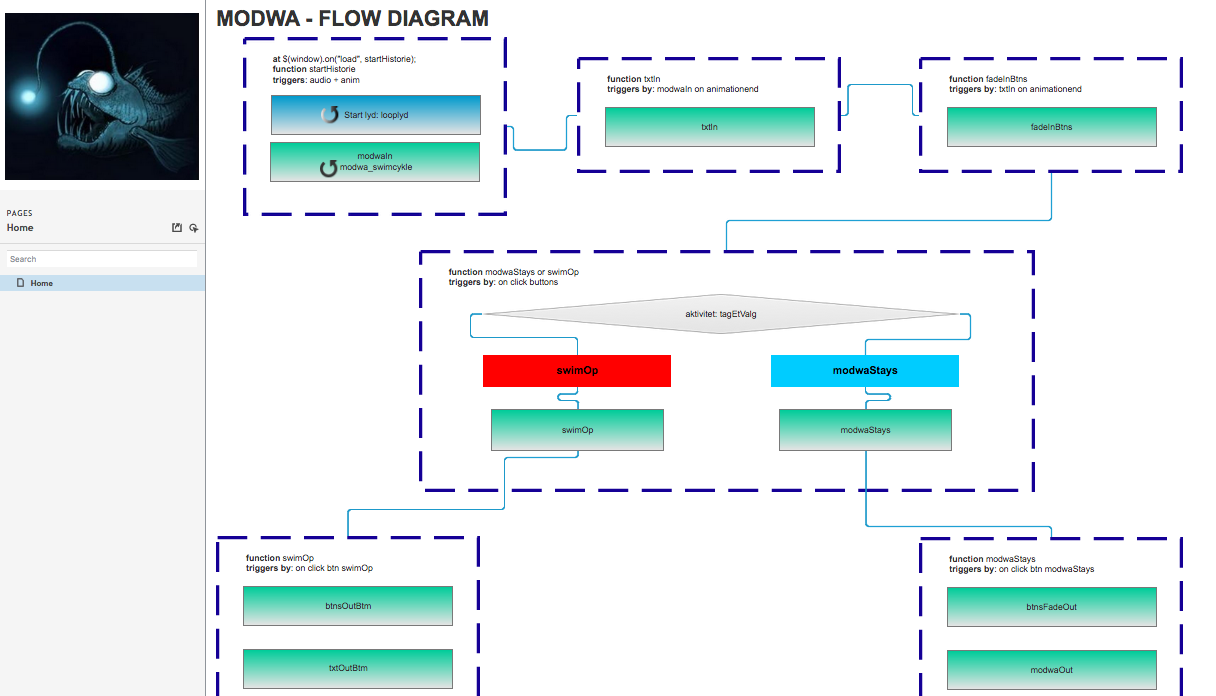 MODWA - FLOW DIAGRAM
at $(window).on("load", startHistorie);
function startHistorie
triggers: audio + anim
Start lyd: looplyd
modwaIn
modwa_swimcykle
function txtIn
triggers by: modwaIn on animationend
txtIn
function fadeInBtns
triggers by: txtIn on animationend
fadeInBtns
PAGES
Home
Search
Home
function modwaStays or swimOp
triggers by: on click buttons
aktivitet: tagEtValg
swimOp
modwaStays
swimOp
modwaStays
function swimOp
triggers by: on click btn swimOp
btnsOutBtm
txtOutBtm
function modwaStays
triggers by: on click btn modwaStays
btnsFadeOut
modwaOut